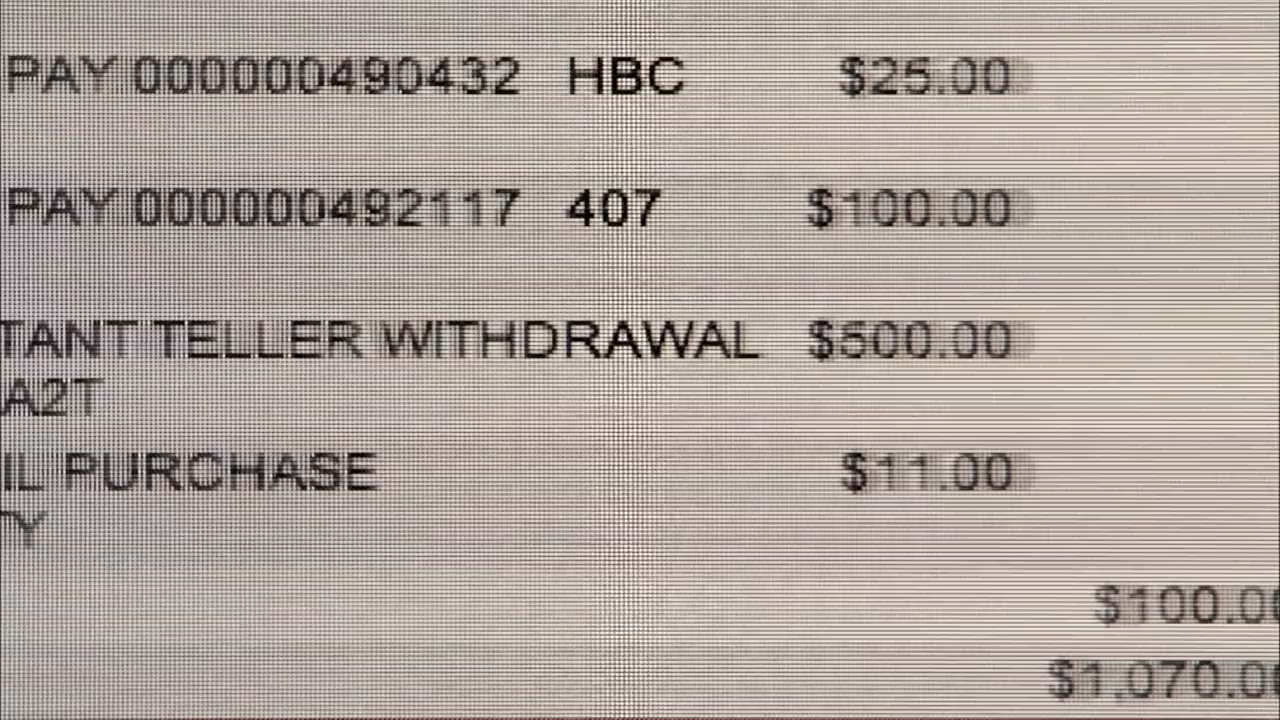 PAY 000000490432 HBC $25.00
PAY 000000492117 407 $100.00
TANT TELLER WITHDRAWAL $500.00
A2T
IL PURCHASE $11.00
TY
$100.0
$1,070.0